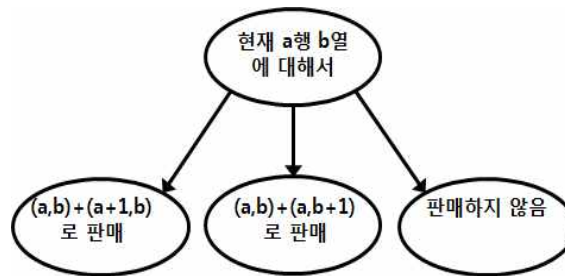 현재 a행 b열
에 대해서
(a,b)+(a+1,b)
로 판매
(a,b)+(a,b+1)
로 판매
판매하지 않음